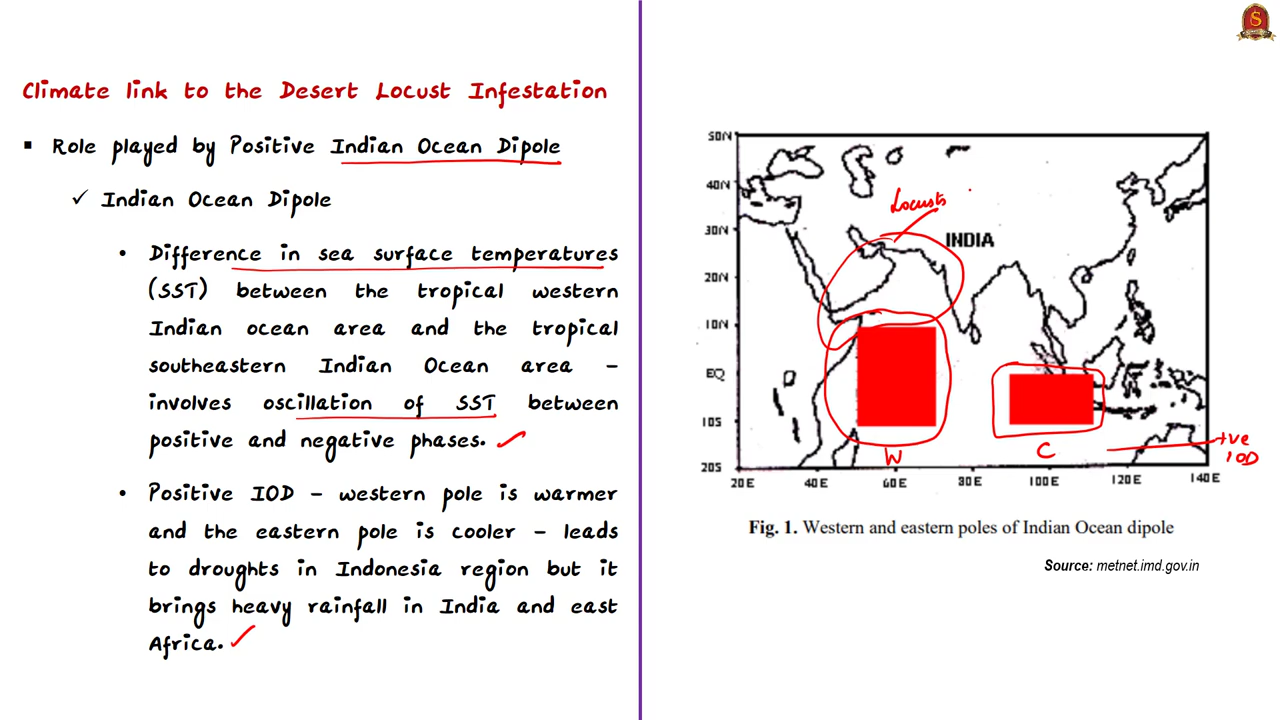 Climate link to the Desert Locust Infestation
▪ Role played by Positive Indian Ocean Dipole
✓ Indian Ocean Dipole
• Difference in sea surface temperatures
(SST) between the tropical western
Indian ocean area and the tropical
southeastern Indian Ocean area –
involves oscillation of SST between
positive and negative phases.
• Positive IOD – western pole is warmer
and the eastern pole is cooler – leads
to droughts in Indonesia region but it
brings heavy rainfall in India and east
Africa.
S
50N
40N
30N
20N
10N
EQ
10S
20S
Locusts
INDIA
W
C
+ve
IOD
20E 40E 60E 80E 100E 120E 140E
Fig. 1. Western and eastern poles of Indian Ocean dipole
Source: metnet.imd.gov.in